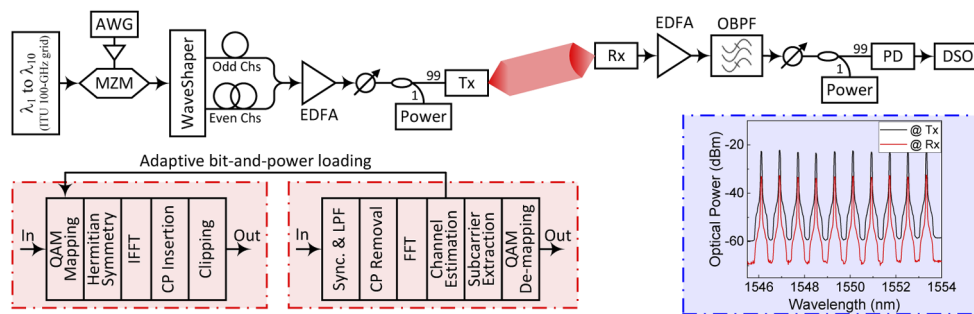 AWG
MZM
λ1 to λ10
(ITU 100-GHz grid)
WaveShaper
Odd Chs
Even Chs
EDFA
99
1
Power
Tx
Rx
EDFA
OBPF
99
1
Power
PD
DSO
Adaptive bit-and-power loading
In
QAM
Mapping
Hermitian
Symmetry
IFFT
CP Insertion
Clipping
Out
In
Sync. & LPF
CP Removal
FFT
Channel
Estimation
Subcarrier
Extraction
QAM
De-mapping
Out
Optical Power (dBm)
-20
-40
-60
@ Tx
@ Rx
1546 1548 1550 1552 1554
Wavelength (nm)